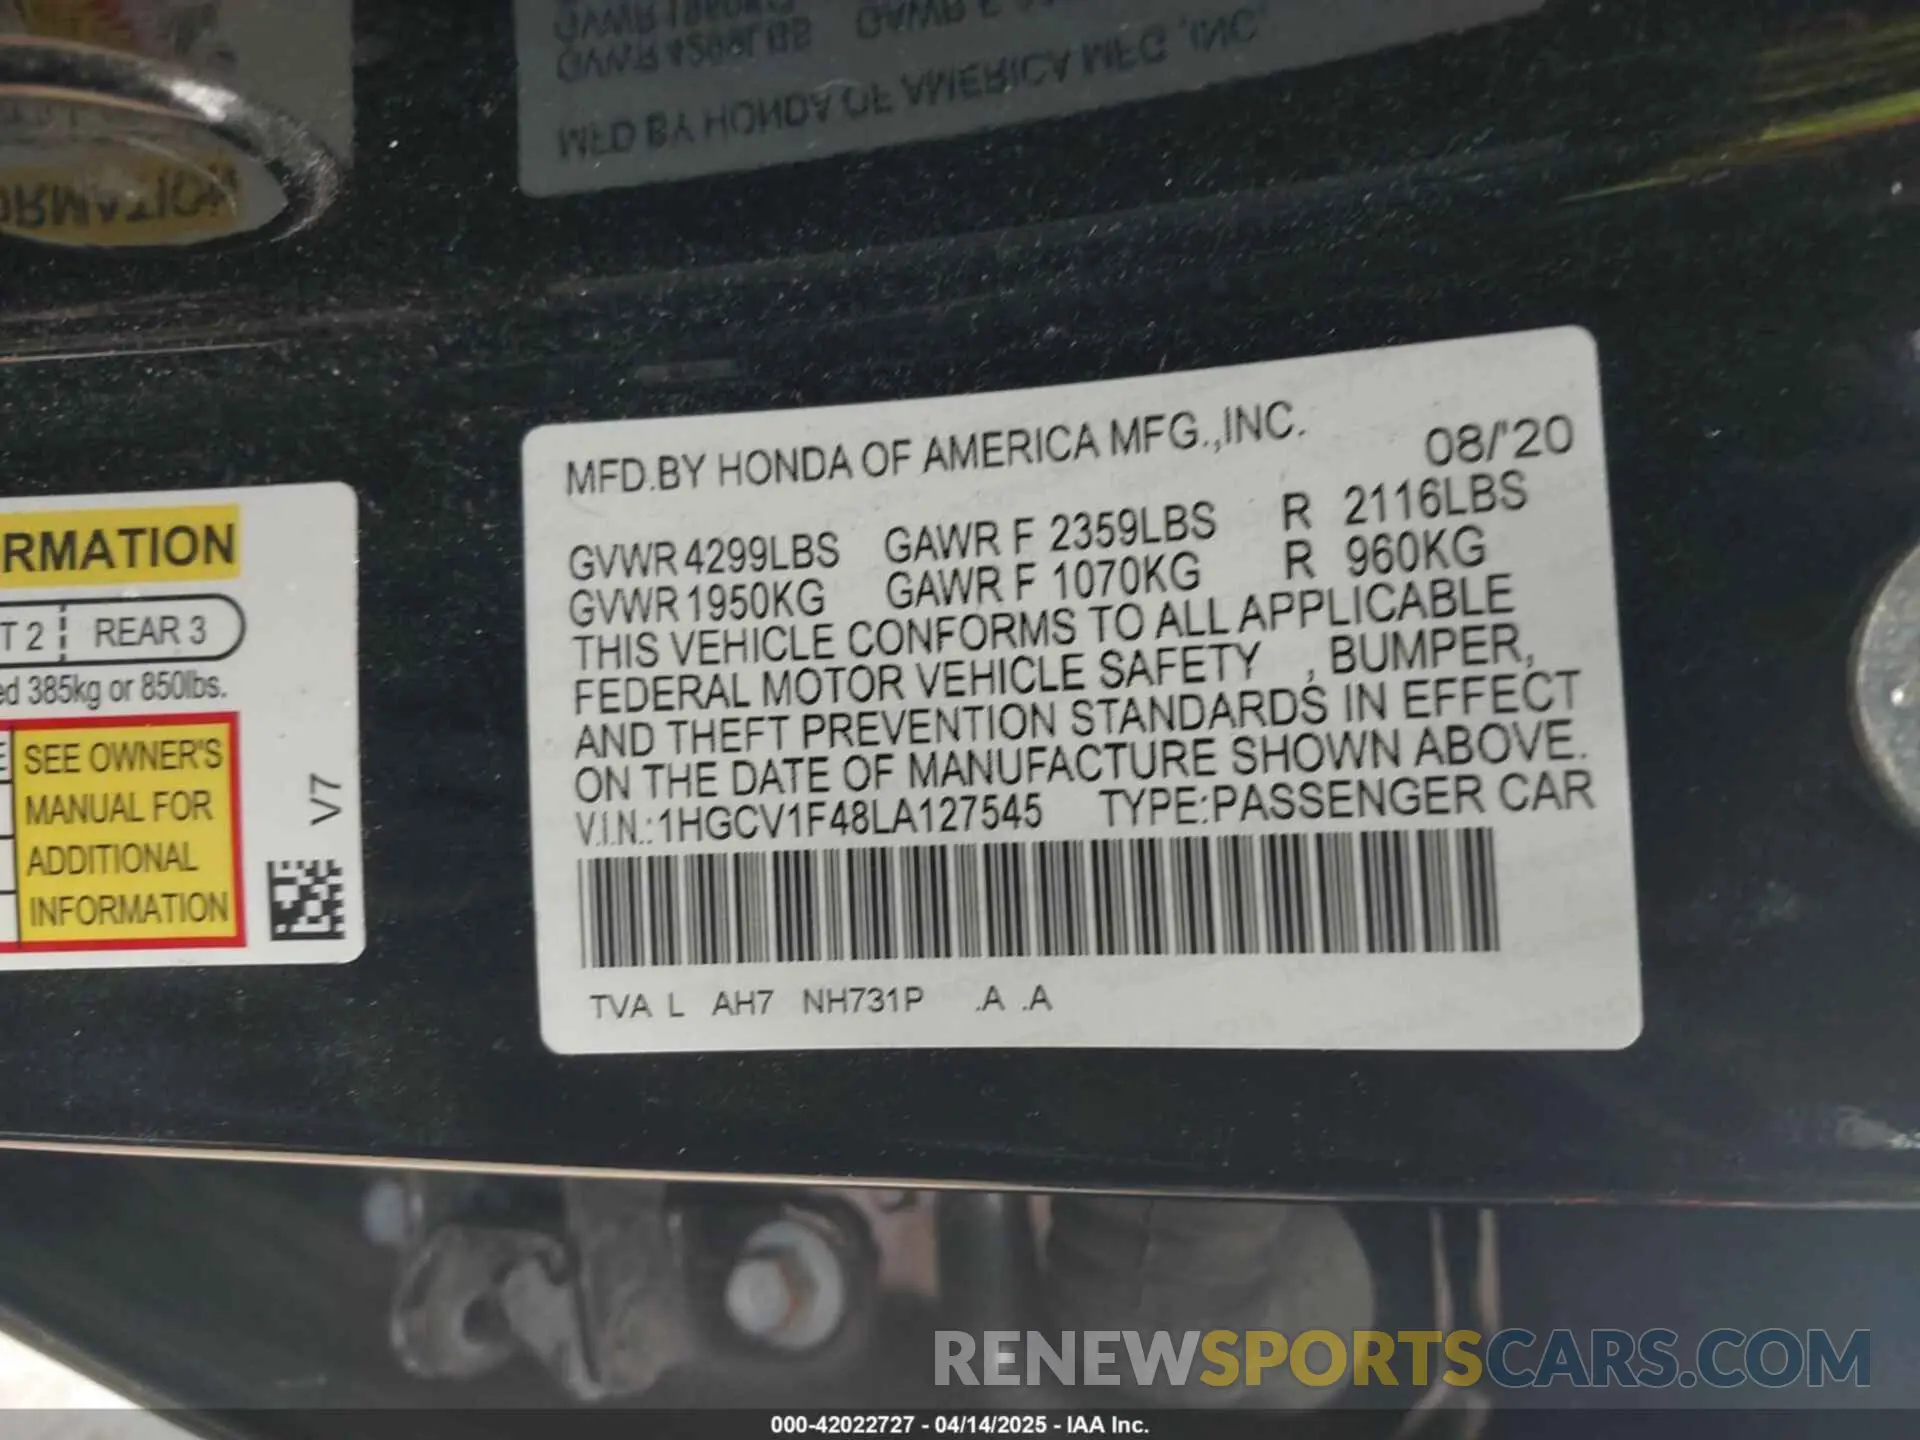 MFD.BY HONDA OF AMERICA MFG.,INC. 08/'20
GVWR 4299LBS GAWR F 2359LBS R 2116LBS
GVWR 1950KG GAWR F 1070KG R 960KG
THIS VEHICLE CONFORMS TO ALL APPLICABLE
FEDERAL MOTOR VEHICLE SAFETY , BUMPER,
AND THEFT PREVENTION STANDARDS IN EFFECT
ON THE DATE OF MANUFACTURE SHOWN ABOVE.
V.I.N.: 1HGCV1F48LA127545 TYPE:PASSENGER CAR
TVA L AH7 NH731P .A .A
RMATION
T 2 REAR 3
ed 385kg or 850lbs.
SEE OWNER'S
MANUAL FOR
ADDITIONAL
INFORMATION
V7
RENEWSPORTSCARS.COM
000-42022727 - 04/14/2025 - IAA Inc.